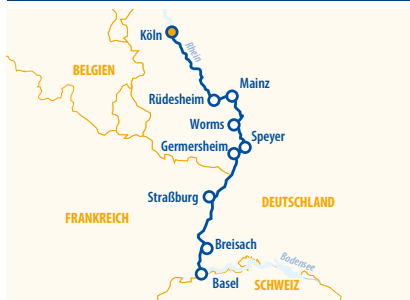 Köln
Rhein
BELGIEN
Mainz
Rüdesheim
Worms
Speyer
Germersheim
Straßburg
DEUTSCHLAND
FRANKREICH
Breisach
Bodensee
Basel
SCHWEIZ